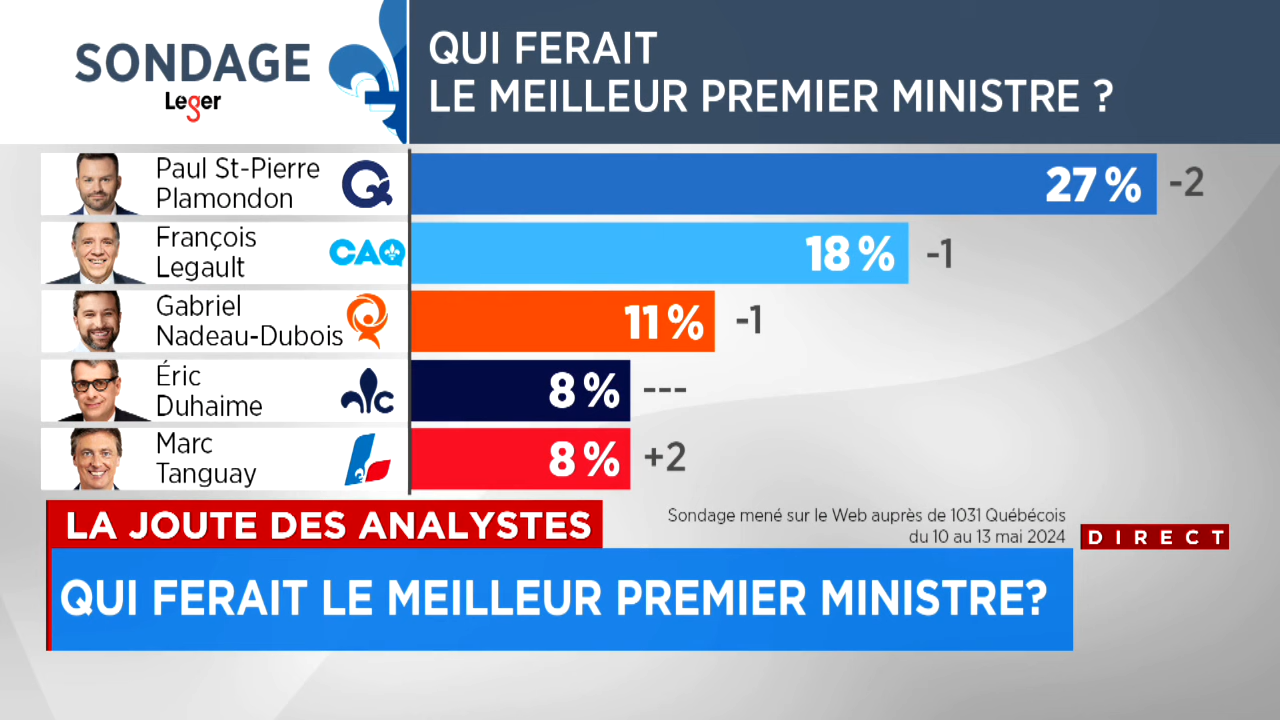 SONDAGE
Leger
QUI FERAIT
LE MEILLEUR PREMIER MINISTRE ?
Paul St-Pierre
Plamondon
27 %
-2
François
Legault
CAQ
18 %
-1
Gabriel
Nadeau-Dubois
11 %
-1
Éric
Duhaime
C
8 %
---
Marc
Tanguay
8 %
+2
LA JOUTE DES ANALYSTES
Sondage mené sur le Web auprès de 1031 Québécois
du 10 au 13 mai 2024
DIRECT
QUI FERAIT LE MEILLEUR PREMIER MINISTRE?